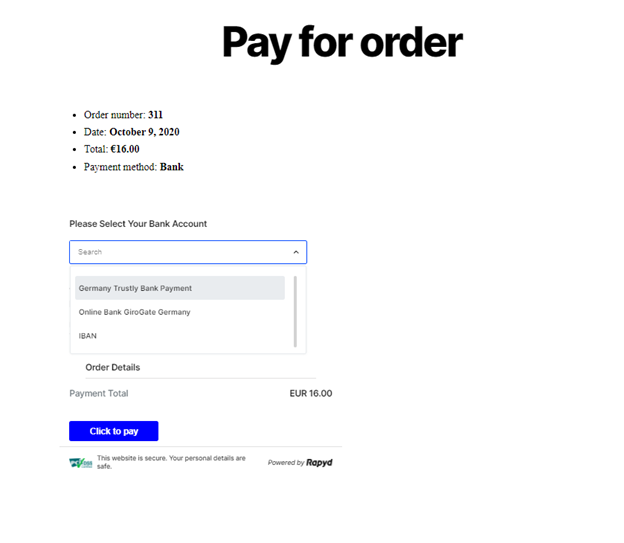 Pay for order
Order number: 311
Date: October 9, 2020
Total: €16.00
Payment method: Bank
Please Select Your Bank Account
Search
Germany Trustly Bank Payment
Online Bank GiroGate Germany
IBAN
Order Details
Payment Total EUR 16.00
Click to pay
This website is secure. Your personal details are
safe.
Powered by Rapyd